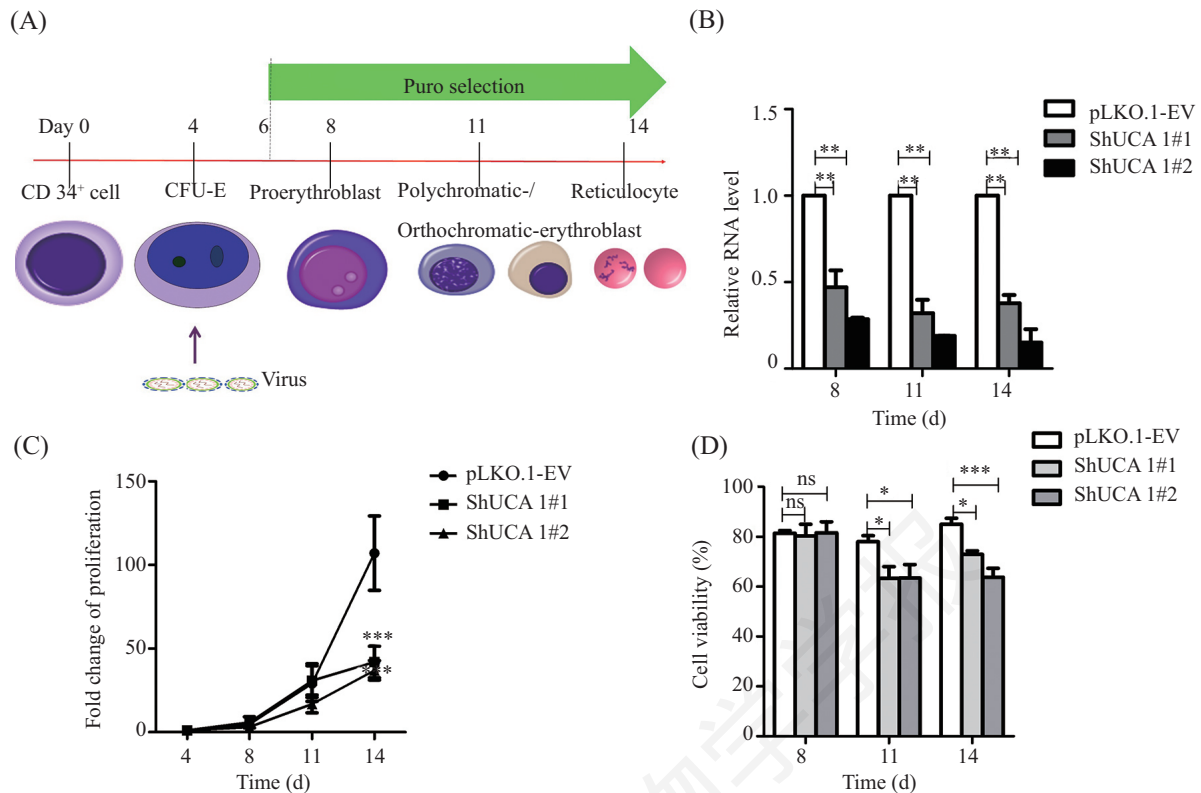 (A)
Puro selection
Day 0 4 6 8 11 14
CD 34⁺ cell CFU-E Proerythroblast Polychromatic-/ Reticulocyte
Orthochromatic-erythroblast
Virus
(B)
pLKO.1-EV
ShUCA 1#1
ShUCA 1#2
Relative RNA level
1.5
1.0
0.5
0
** ** **
** ** **
8 11 14
Time (d)
(C)
pLKO.1-EV
ShUCA 1#1
ShUCA 1#2
Fold change of proliferation
150
100
50
0
***
***
4 8 11 14
Time (d)
(D)
pLKO.1-EV
ShUCA 1#1
ShUCA 1#2
Cell viability (%)
100
80
60
40
20
0
ns * ***
ns * *
8 11 14
Time (d)
物学学报